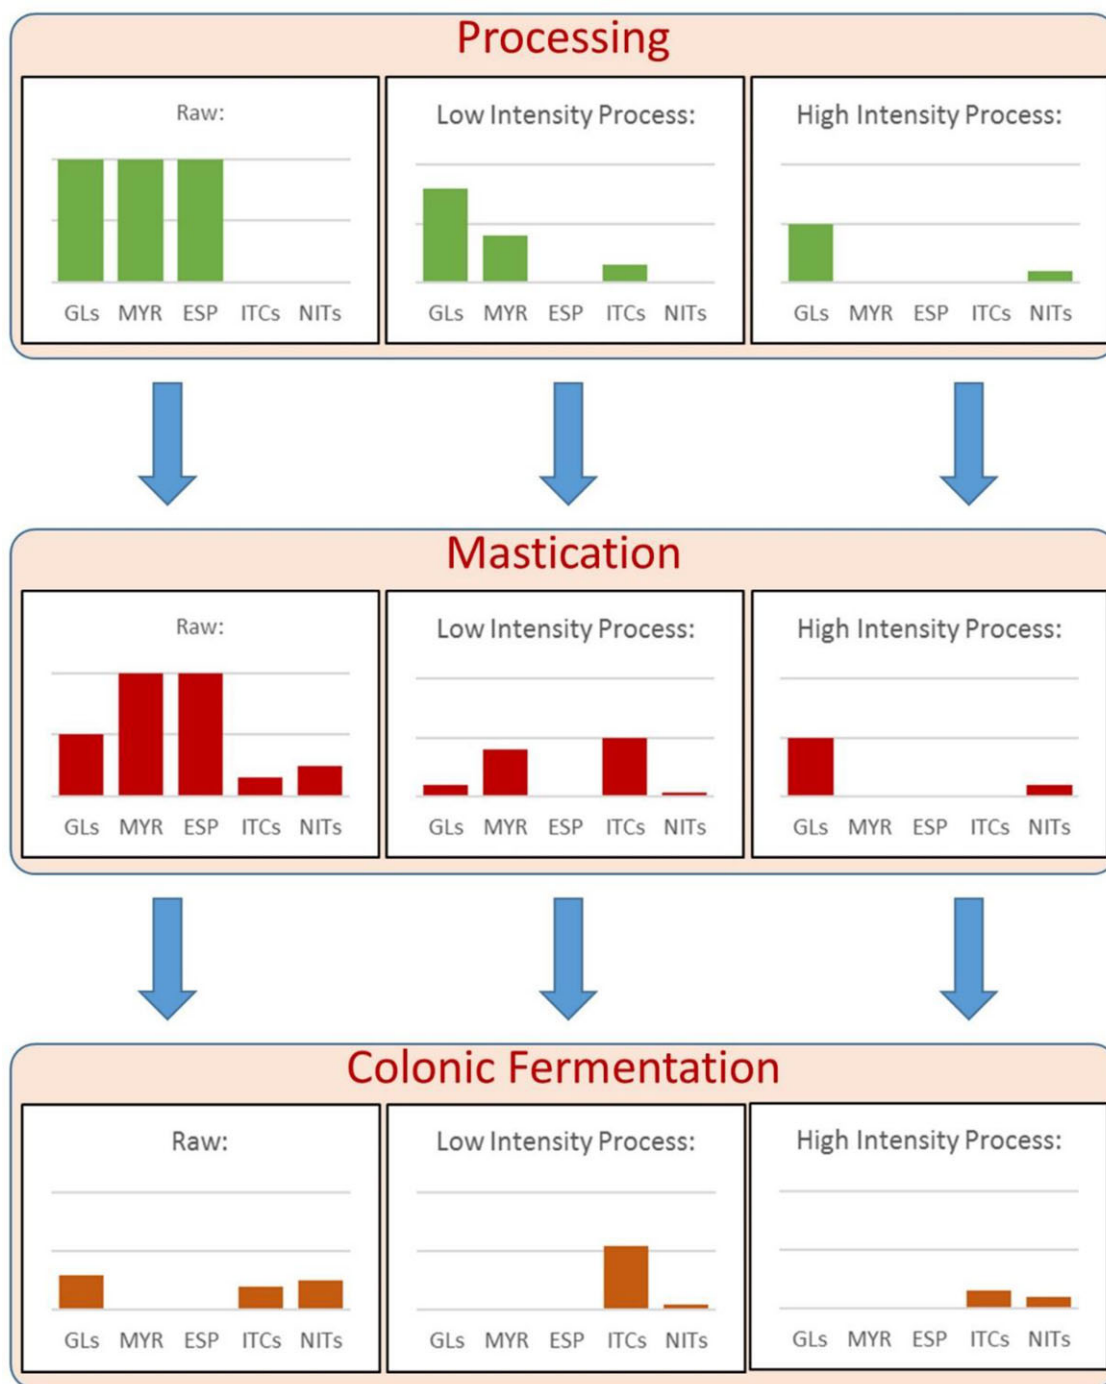 Processing
Raw:
GLs MYR ESP ITCs NITs
Low Intensity Process:
GLs MYR ESP ITCs NITs
High Intensity Process:
GLs MYR ESP ITCs NITs
Mastication
Raw:
GLs MYR ESP ITCs NITs
Low Intensity Process:
GLs MYR ESP ITCs NITs
High Intensity Process:
GLs MYR ESP ITCs NITs
Colonic Fermentation
Raw:
GLs MYR ESP ITCs NITs
Low Intensity Process:
GLs MYR ESP ITCs NITs
High Intensity Process:
GLs MYR ESP ITCs NITs